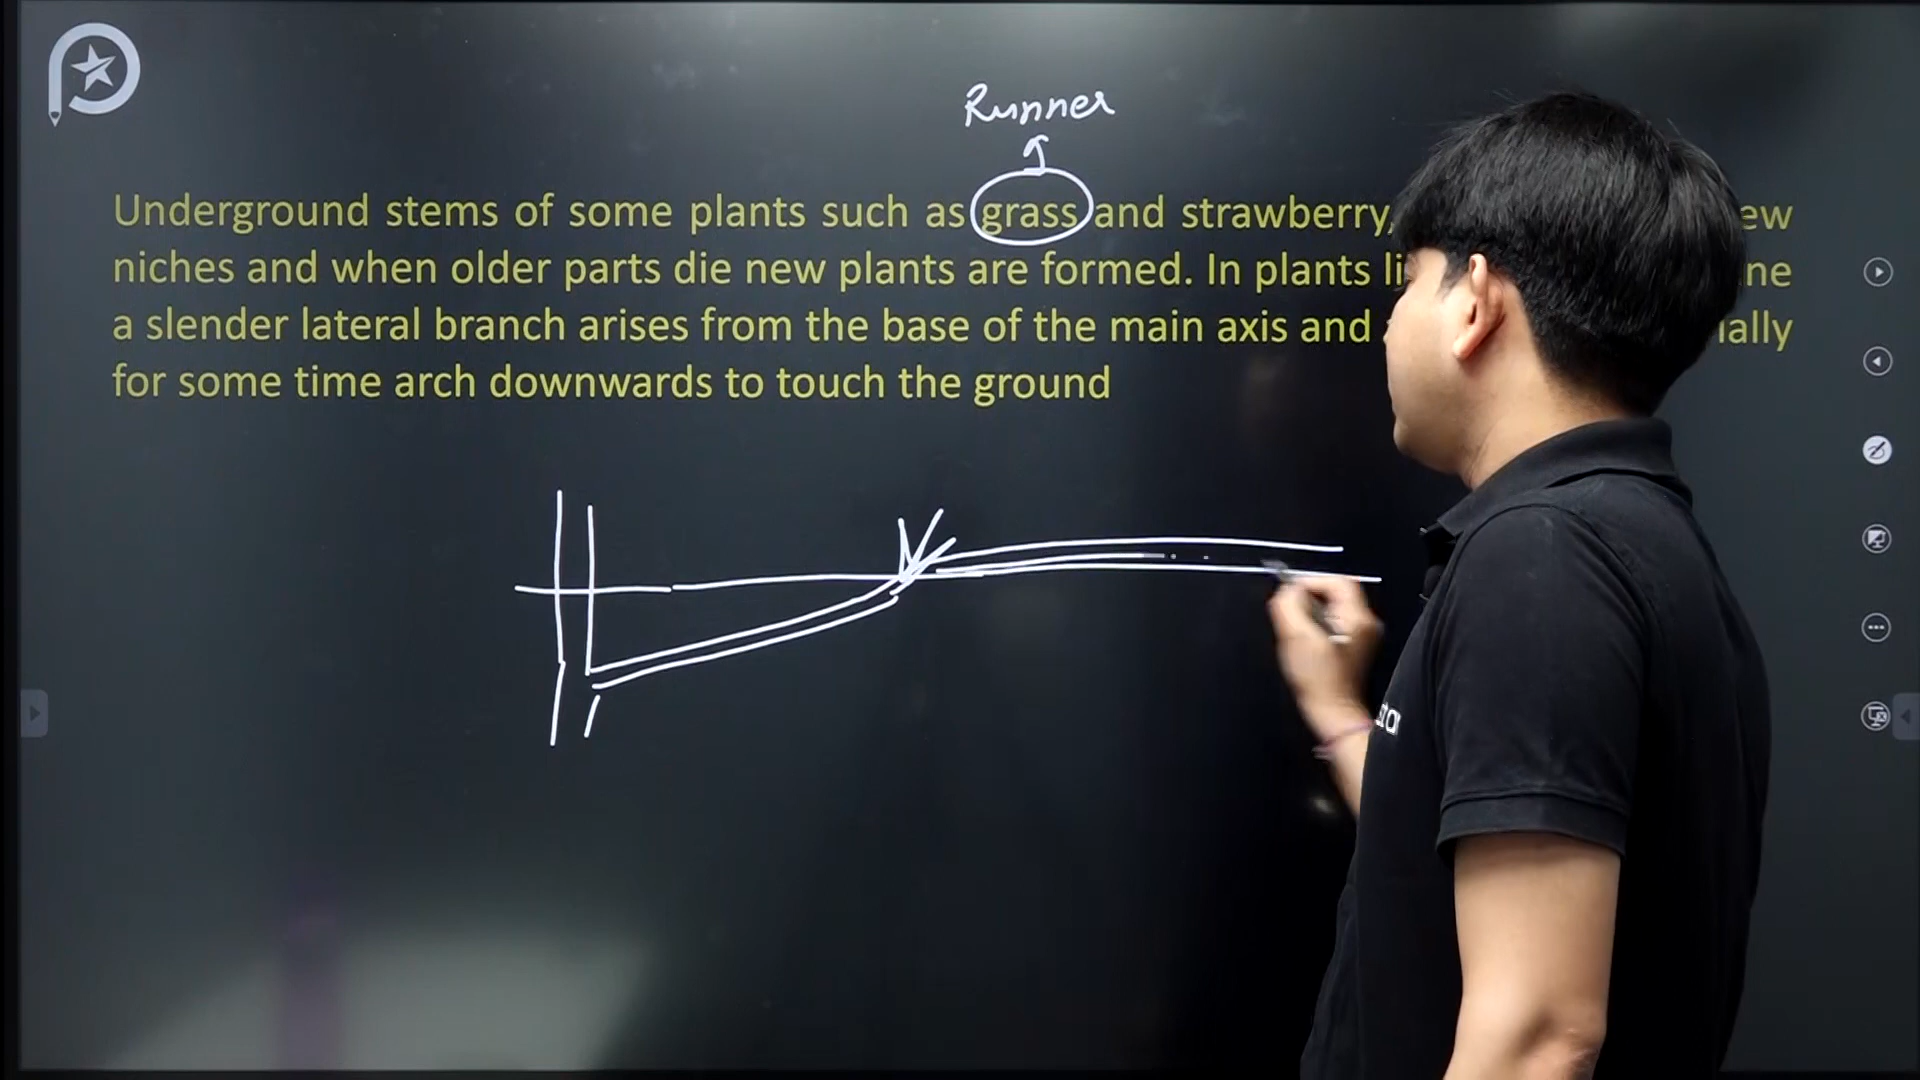 Runner
Underground stems of some plants such as grass and strawberry,
niches and when older parts die new plants are formed. In plants
a slender lateral branch arises from the base of the main axis and
for some time arch downwards to touch the ground